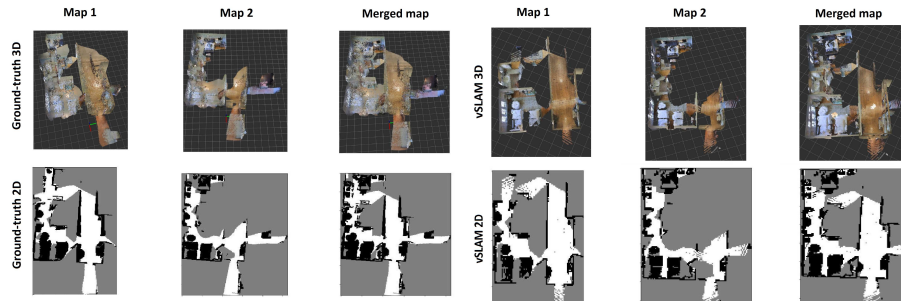 Map 1 Map 2 Merged map Map 1 Map 2 Merged map
Ground-truth 3D
vSLAM 3D
Ground-truth 2D
vSLAM 2D